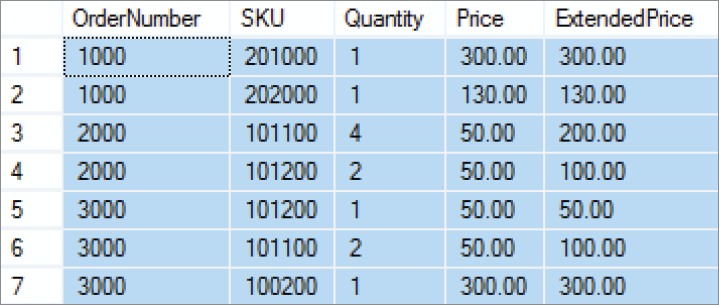 OrderNumber SKU Quantity Price ExtendedPrice
1 1000 201000 1 300.00 300.00
2 1000 202000 1 130.00 130.00
3 2000 101100 4 50.00 200.00
4 2000 101200 2 50.00 100.00
5 3000 101200 1 50.00 50.00
6 3000 101100 2 50.00 100.00
7 3000 100200 1 300.00 300.00